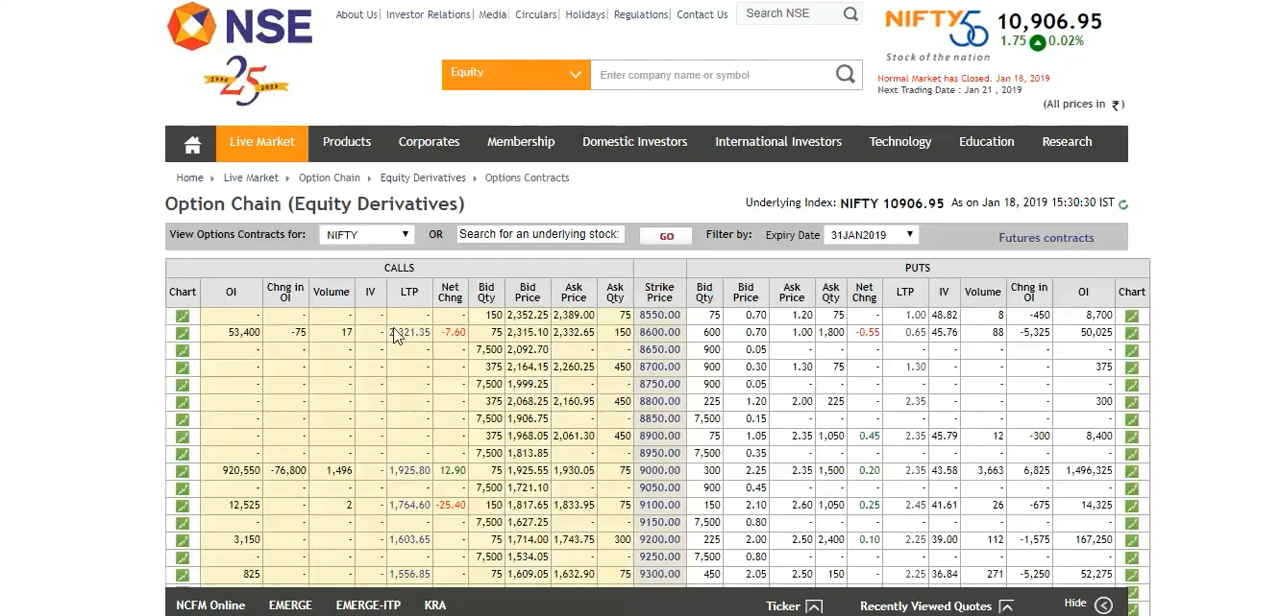 NSE
About Us| Investor Relations| Media| Circulars| Holidays| Regulations| Contact Us
Search NSE
NIFTY50
Stock of the nation
10,906.95
1.75 0.02%
25
Equity
Enter company name or symbol
Normal Market has Closed. Jan 18, 2019
Next Trading Date : Jan 21 , 2019
(All prices in ₹)
Live Market Products Corporates Membership Domestic Investors International Investors Technology Education Research
Home Live Market Option Chain Equity Derivatives Options Contracts
Option Chain (Equity Derivatives)
Underlying Index: NIFTY 10906.95 As on Jan 18, 2019 15:30:30 IST
View Options Contracts for: NIFTY OR Search for an underlying stock: GO Filter by: Expiry Date 31JAN2019 Futures contracts
CALLS PUTS
Chart OI Chng in OI Volume IV LTP Net Chng Bid Qty Bid Price Ask Price Ask Qty Strike Price Bid Qty Bid Price Ask Price Ask Qty Net Chng LTP IV Volume Chng in OI OI Chart
- - - - - - 150 2,352.25 2,389.00 75 8550.00 75 0.70 1.20 75 - 1.00 48.82 8 -450 8,700
53,400 -75 17 - 2,321.35 -7.60 75 2,315.10 2,332.65 150 8600.00 600 0.70 1.00 1,800 -0.55 0.65 45.76 88 -5,325 50,025
- - - - - - 7,500 2,092.70 - - 8650.00 900 0.05 - - - - - - - -
- - - - - - 375 2,164.15 2,260.25 450 8700.00 900 0.30 1.30 75 - 1.30 - - - 375
- - - - - - 7,500 1,999.25 - - 8750.00 900 0.05 - - - - - - - -
- - - - - - 375 2,068.25 2,160.95 450 8800.00 225 1.20 2.00 225 - 2.35 - - - 300
- - - - - - 7,500 1,906.75 - - 8850.00 7,500 0.15 - - - - - - - -
- - - - - - 375 1,968.05 2,061.30 450 8900.00 75 1.05 2.35 1,050 0.45 2.35 45.79 12 -300 8,400
- - - - - - 7,500 1,813.85 - - 8950.00 7,500 0.35 - - - - - - - -
920,550 -76,800 1,496 - 1,925.80 12.90 75 1,925.55 1,930.05 75 9000.00 300 2.25 2.35 1,500 0.20 2.35 43.58 3,663 6,825 1,496,325
- - - - - - 7,500 1,721.10 - - 9050.00 900 0.45 - - - - - - - -
12,525 - 2 - 1,764.60 -25.40 150 1,817.65 1,833.95 75 9100.00 150 2.10 2.60 1,050 0.25 2.45 41.61 26 -675 14,325
- - - - - - 7,500 1,627.25 - - 9150.00 7,500 0.80 - - - - - - - -
3,150 - - - 1,603.65 - 75 1,714.00 1,743.75 300 9200.00 225 2.00 2.50 2,400 0.10 2.25 39.00 112 -1,575 167,250
- - - - - - 7,500 1,534.05 - - 9250.00 7,500 0.80 - - - - - - - -
825 - - - 1,556.85 - 75 1,609.05 1,632.90 75 9300.00 450 2.05 2.50 150 - 2.25 36.84 271 -5,250 52,275
NCFM Online EMERGE EMERGE-ITP KRA Ticker Recently Viewed Quotes Hide